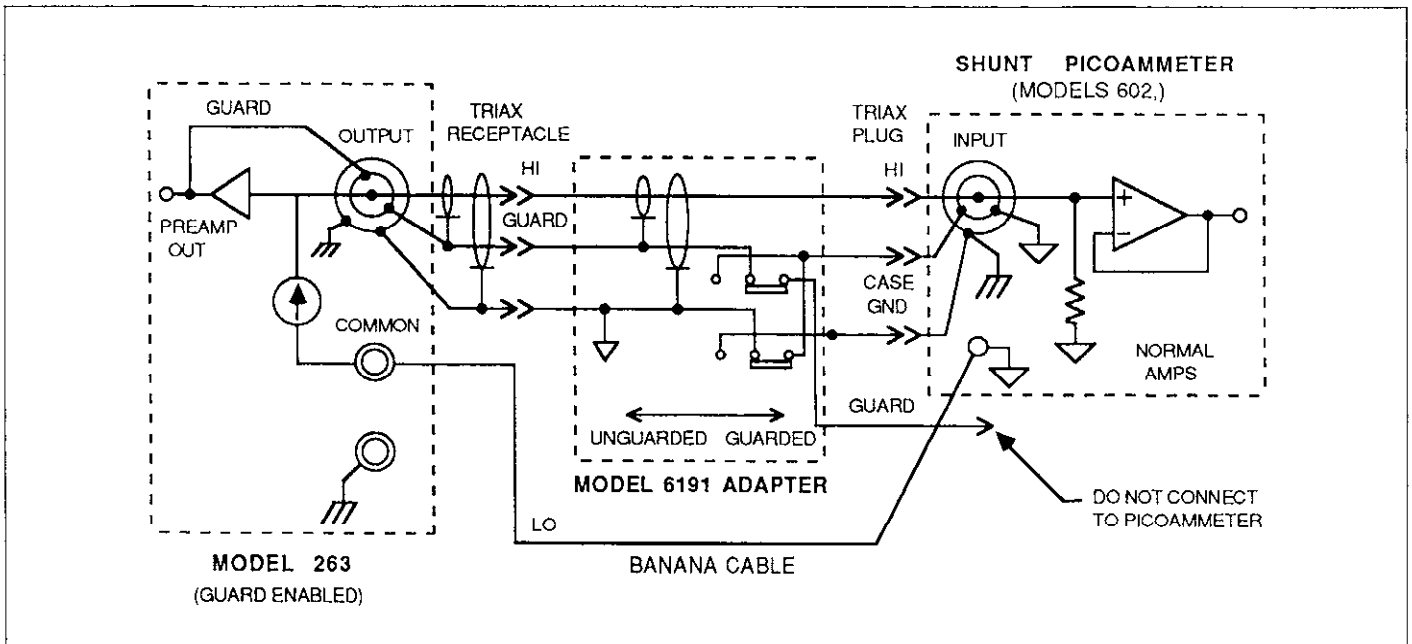 SHUNT PICOAMMETER
(MODELS 602,)
GUARD
TRIAX
RECEPTACLE
TRIAX
PLUG
OUTPUT
INPUT
HI
HI
GUARD
PREAMP
OUT
+
−
CASE
GND
COMMON
NORMAL
AMPS
GUARD
UNGUARDED GUARDED
MODEL 6191 ADAPTER
DO NOT CONNECT
TO PICOAMMETER
LO
BANANA CABLE
MODEL 263
(GUARD ENABLED)